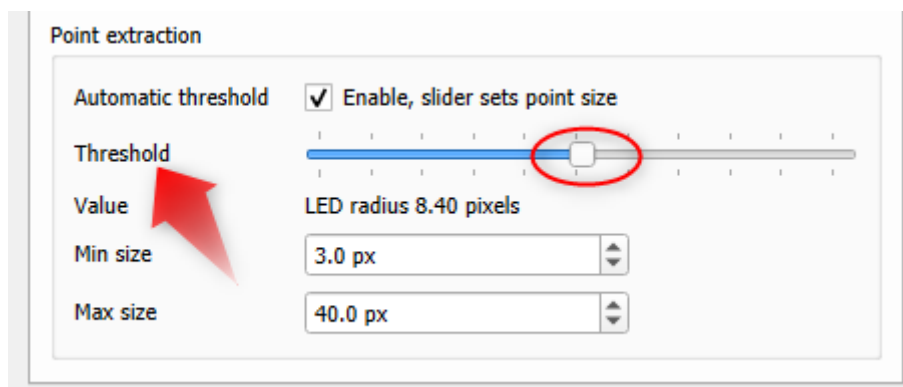 Point extraction
Automatic threshold Enable, slider sets point size
Threshold
Value LED radius 8.40 pixels
Min size 3.0 px
Max size 40.0 px